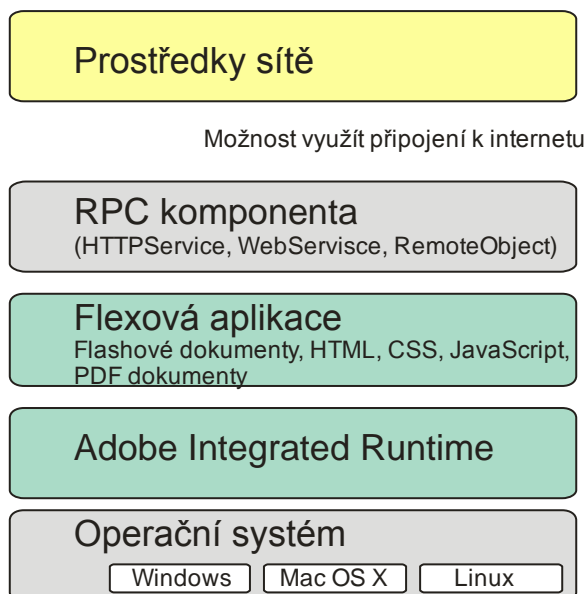 Prostředky sítě
Možnost využít připojení k internetu
RPC komponenta
(HTTPService, WebServisce, RemoteObject)
Flexová aplikace
Flashové dokumenty, HTML, CSS, JavaScript,
PDF dokumenty
Adobe Integrated Runtime
Operační systém
Windows Mac OS X Linux